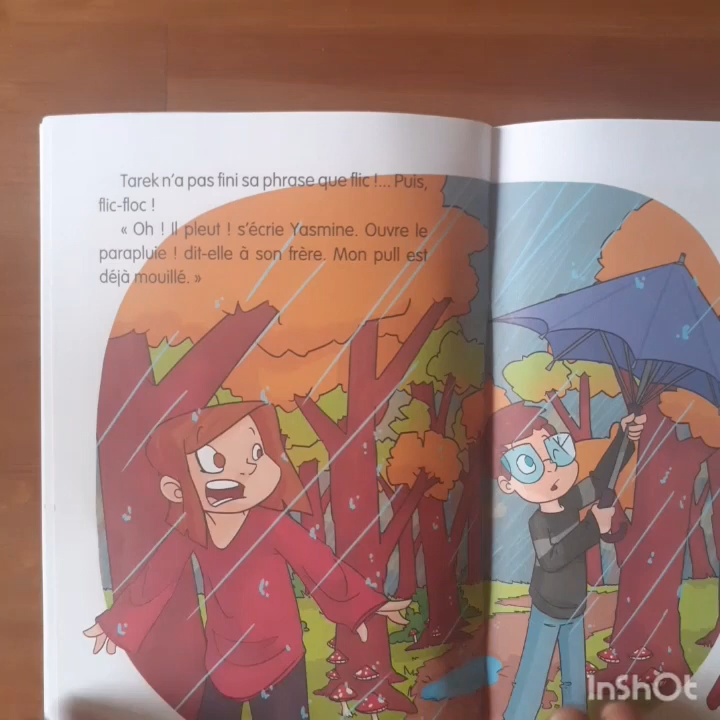 Tarek n'a pas fini sa phrase que flic !... Puis,
flic-floc !
« Oh ! Il pleut ! s'écrie Yasmine. Ouvre le
parapluie ! dit-elle à son frère. Mon pull est
déjà mouillé. »
InShOt